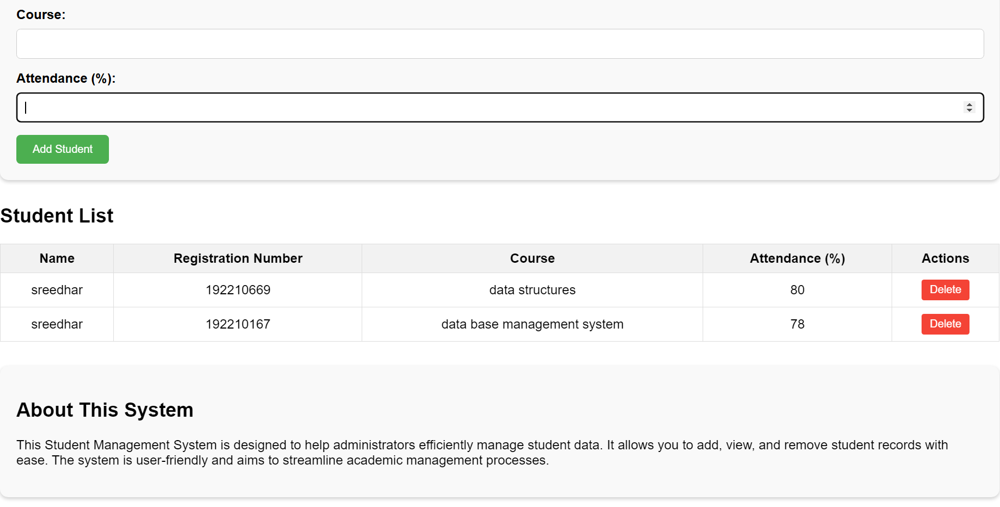 Course:
Attendance (%):
Add Student
Student List
Name Registration Number Course Attendance (%) Actions
sreedhar 192210669 data structures 80 Delete
sreedhar 192210167 data base management system 78 Delete
About This System
This Student Management System is designed to help administrators efficiently manage student data. It allows you to add, view, and remove student records with
ease. The system is user-friendly and aims to streamline academic management processes.